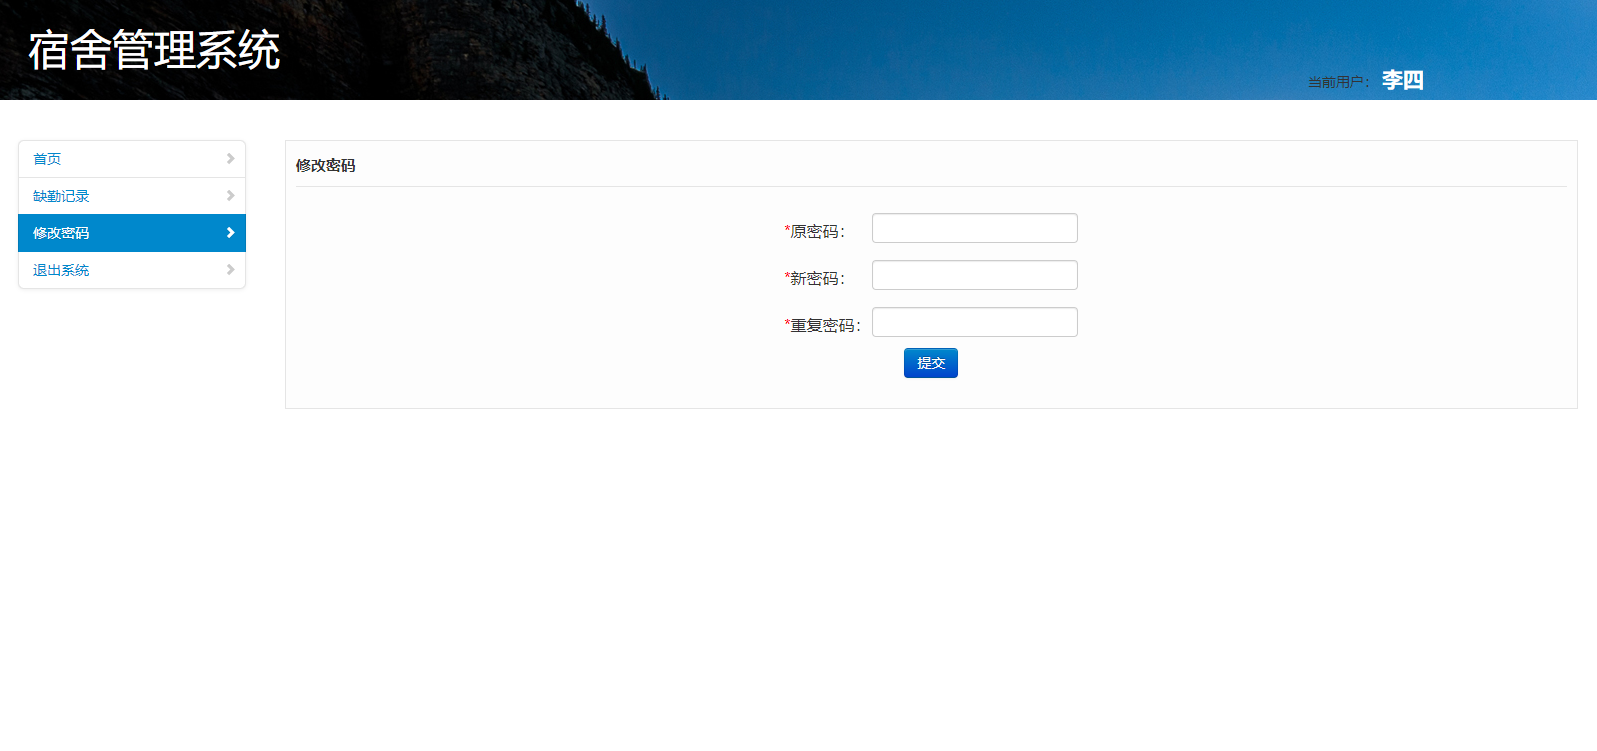 宿舍管理系统
当前用户： 李四
首页
缺勤记录
修改密码
退出系统
修改密码
*原密码：
*新密码：
*重复密码：
提交